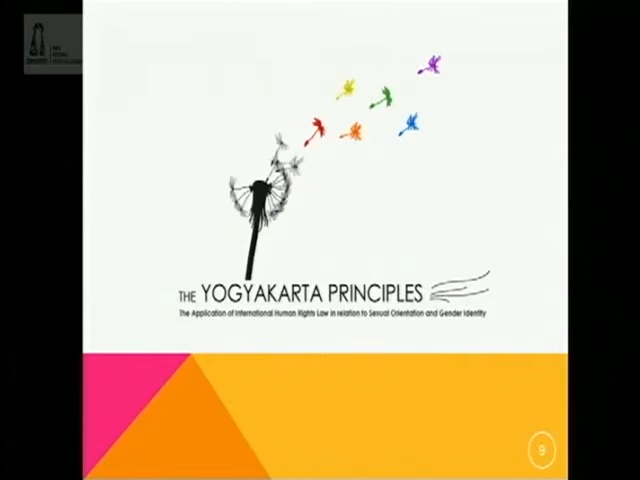 THE YOGYAKARTA PRINCIPLES
The Application of International Human Rights Law in relation to Sexual Orientation and Gender Identity
9